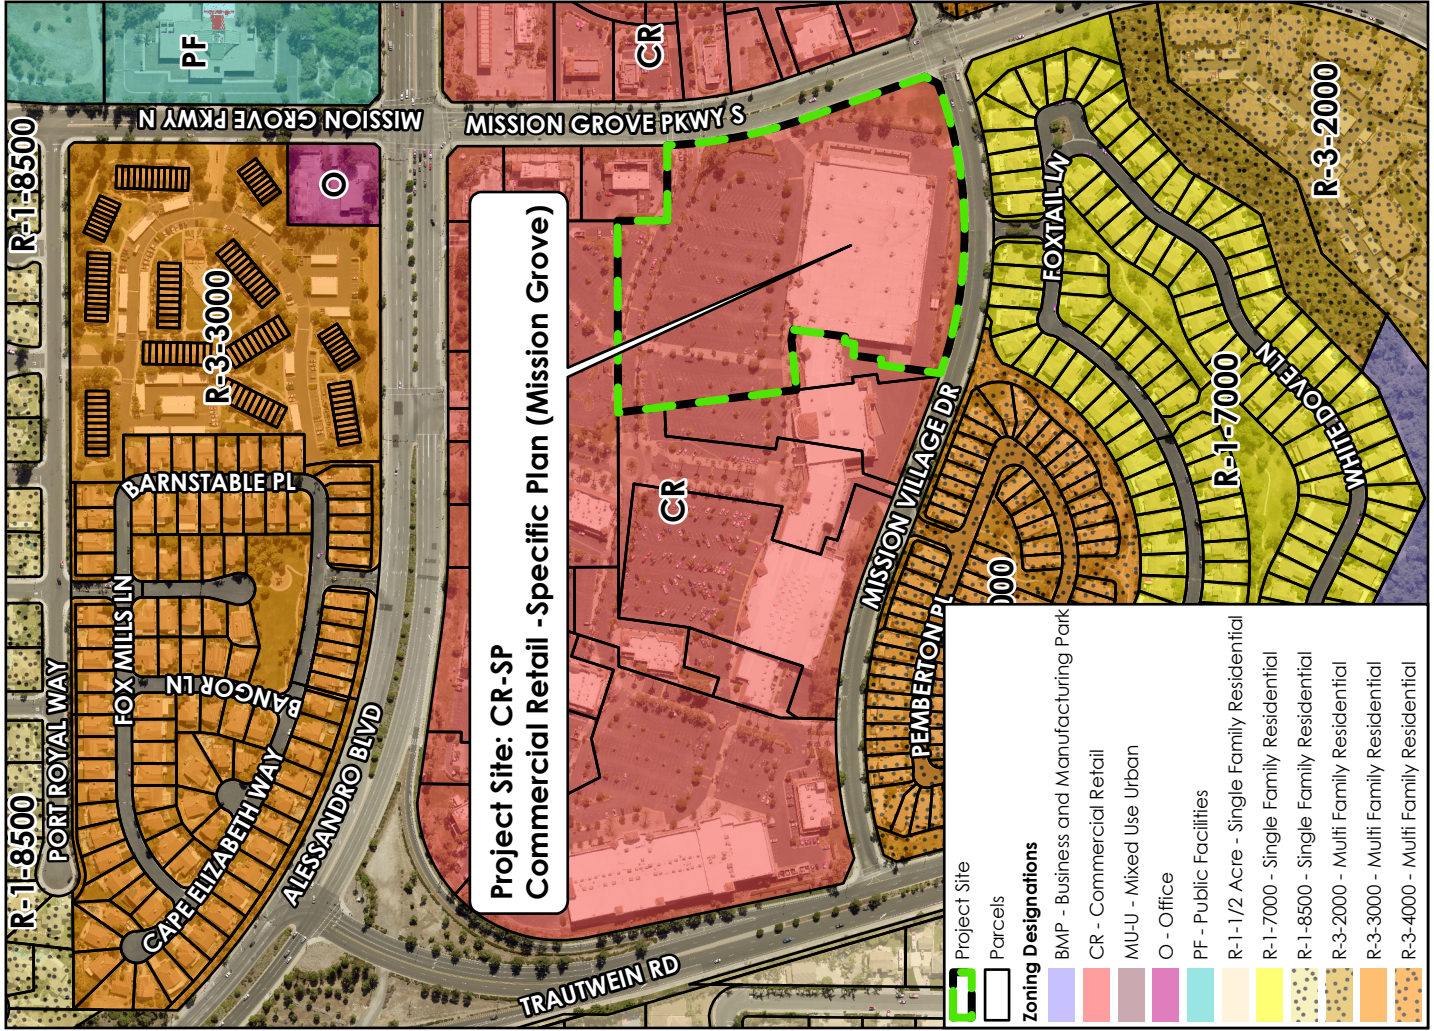 R-1-8500
PF
CR
MISSION GROVE PKWY N
MISSION GROVE PKWY S
O
R-3-3000
R-3-2000
FOXTAIL LN
BARNSTABLE PL
Project Site: CR-SP
Commercial Retail -Specific Plan (Mission Grove)
CR
MISSION VILLAGE DR
R-1-7000
WHITE DOVE LN
FOX MILLS LN
BANGOR LN
PORT ROYAL WAY
R-1-8500
CAPE ELIZABETH WAY
ALESSANDRO BLVD
PEMBERTON PL
000
TRAUTWEIN RD
Project Site
Parcels
Zoning Designations
BMP - Business and Manufacturing Park
CR - Commercial Retail
MU-U - Mixed Use Urban
O - Office
PF - Public Facilities
R-1-1/2 Acre - Single Family Residential
R-1-7000 - Single Family Residential
R-1-8500 - Single Family Residential
R-3-2000 - Multi Family Residential
R-3-3000 - Multi Family Residential
R-3-4000 - Multi Family Residential